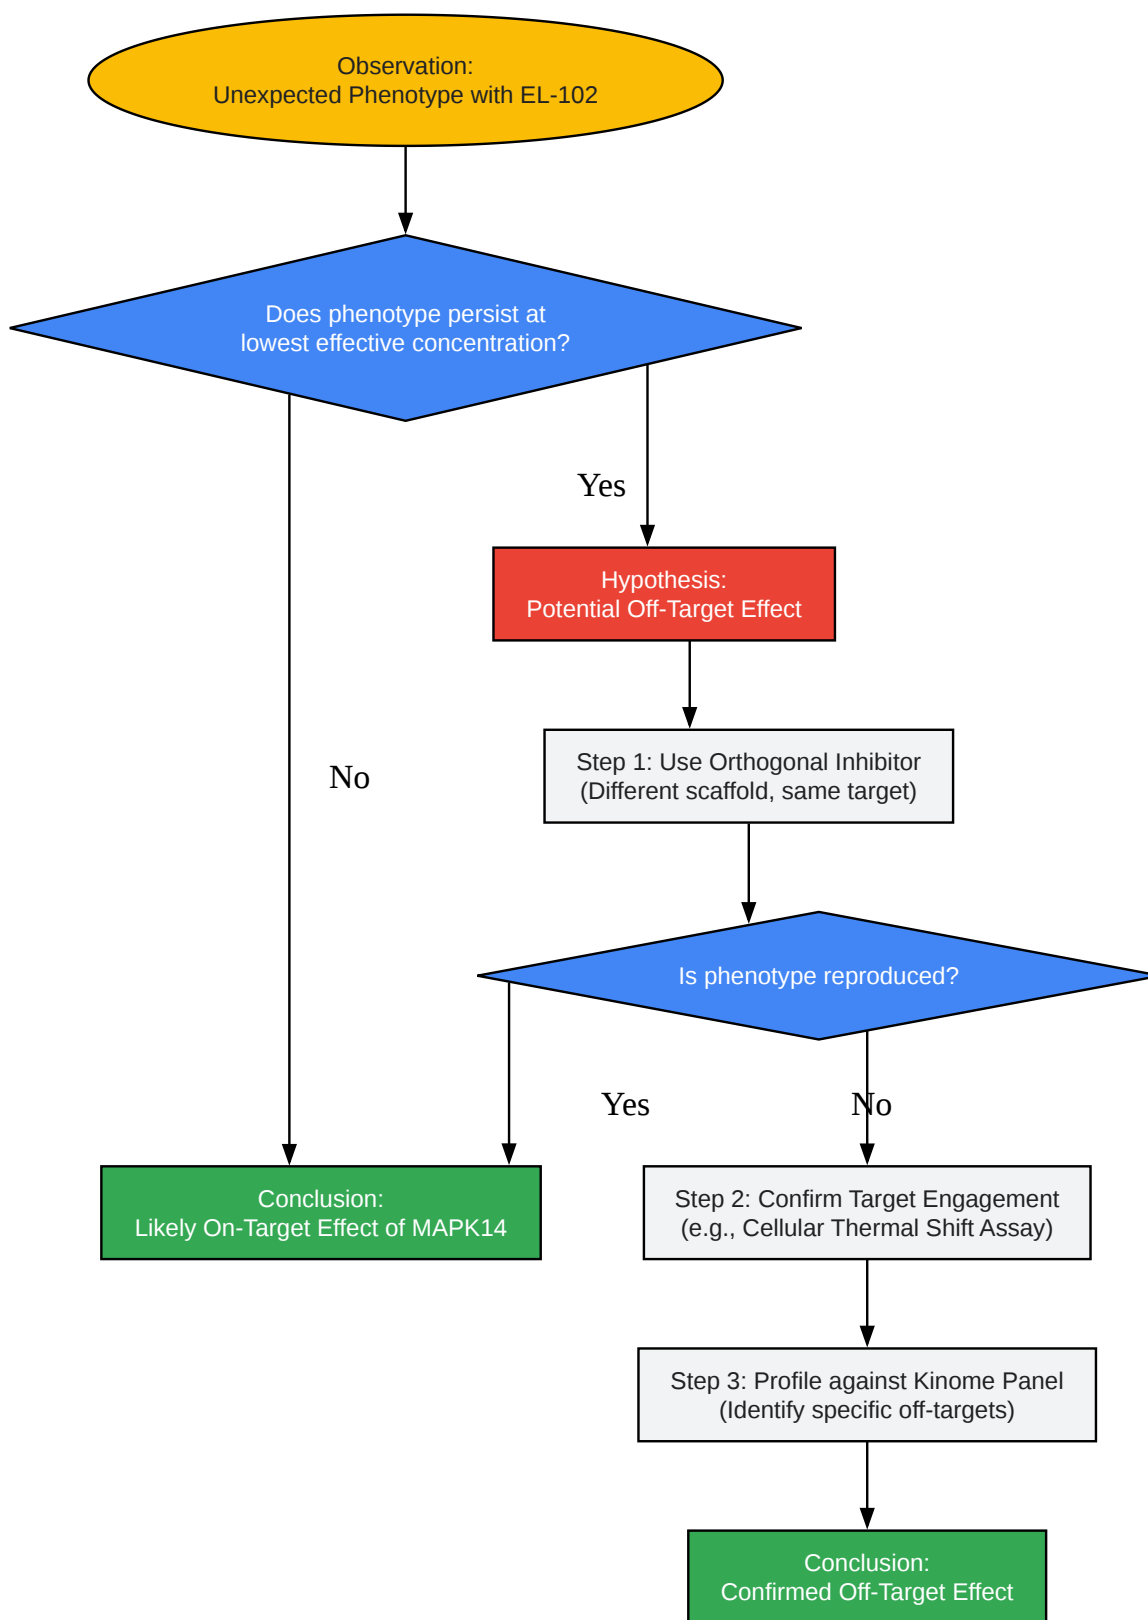 Observation:
Unexpected Phenotype with EL-102
Does phenotype persist at
lowest effective concentration?
Yes
Hypothesis:
Potential Off-Target Effect
Step 1: Use Orthogonal Inhibitor
(Different scaffold, same target)
No
Is phenotype reproduced?
Yes
No
Conclusion:
Likely On-Target Effect of MAPK14
Step 2: Confirm Target Engagement
(e.g., Cellular Thermal Shift Assay)
Step 3: Profile against Kinome Panel
(Identify specific off-targets)
Conclusion:
Confirmed Off-Target Effect